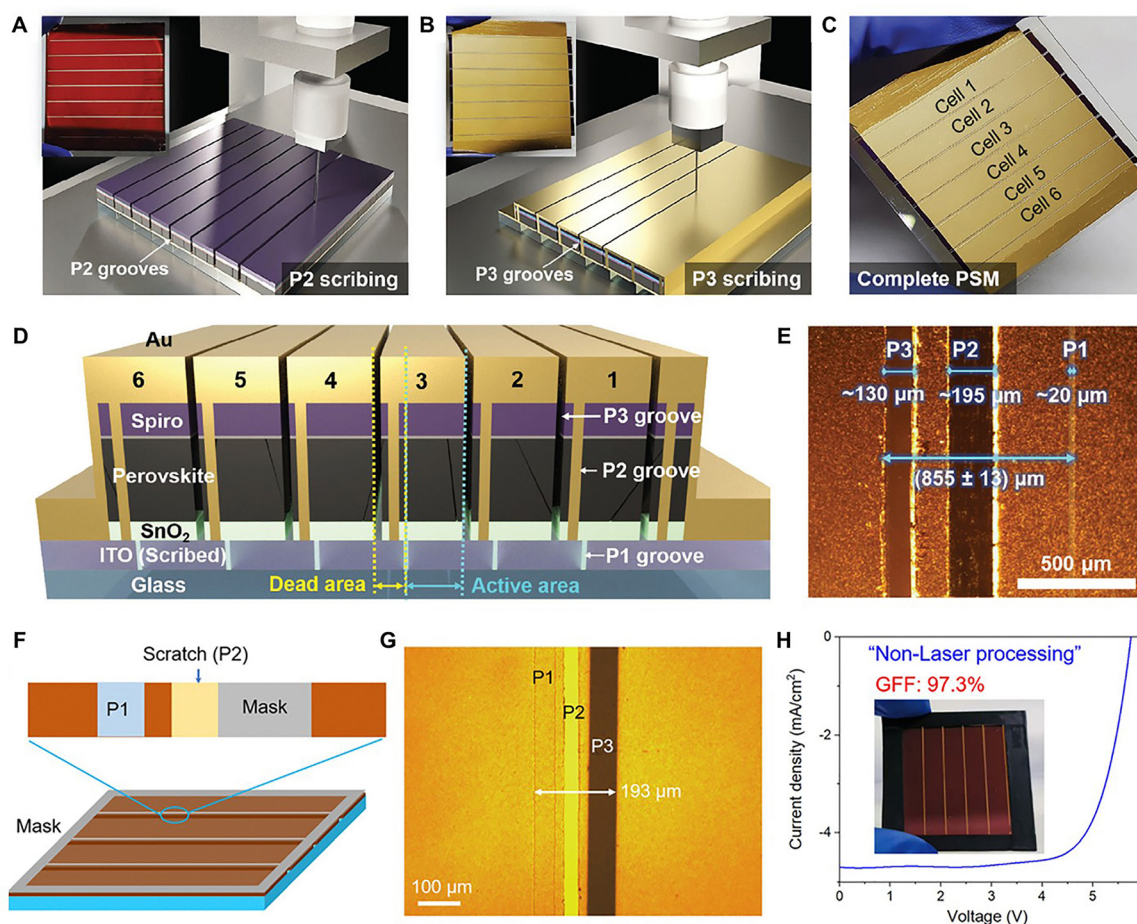 A
P2 grooves
P2 scribing
B
P3 grooves
P3 scribing
C
Cell 1
Cell 2
Cell 3
Cell 4
Cell 5
Cell 6
Complete PSM
D
Au
6 5 4 3 2 1
Spiro
P3 groove
Perovskite
P2 groove
SnO₂
ITO (Scribed)
P1 groove
Glass
Dead area
Active area
E
P3 P2 P1
~130 µm ~195 µm ~20 µm
(855 ± 13) µm
500 µm
F
Scratch (P2)
P1
Mask
Mask
G
P1
P2
P3
193 µm
100 µm
H
"Non-Laser processing"
GFF: 97.3%
Current density (mA/cm²)
0
-2
-4
0 1 2 3 4 5
Voltage (V)